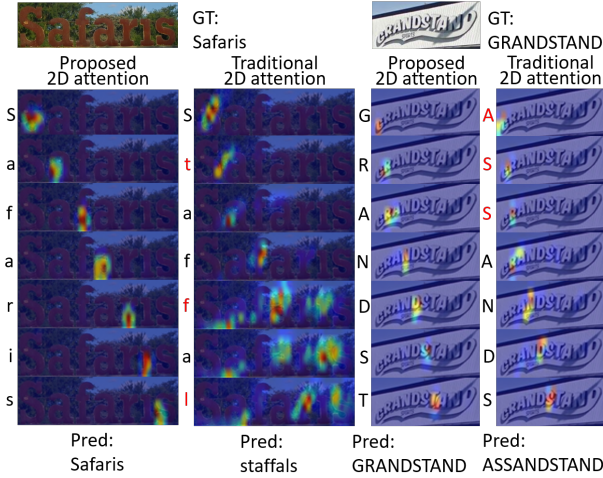 Safaris
GT:
Safaris
GRANDSTAND
GT:
GRANDSTAND
Proposed
2D attention
Traditional
2D attention
Proposed
2D attention
Traditional
2D attention
S
a
f
a
r
i
s
S
t
a
f
f
a
l
G
R
A
N
D
S
T
A
S
S
A
N
D
S
Pred:
Safaris
Pred:
staffals
Pred:
GRANDSTAND
Pred:
ASSANDSTAND